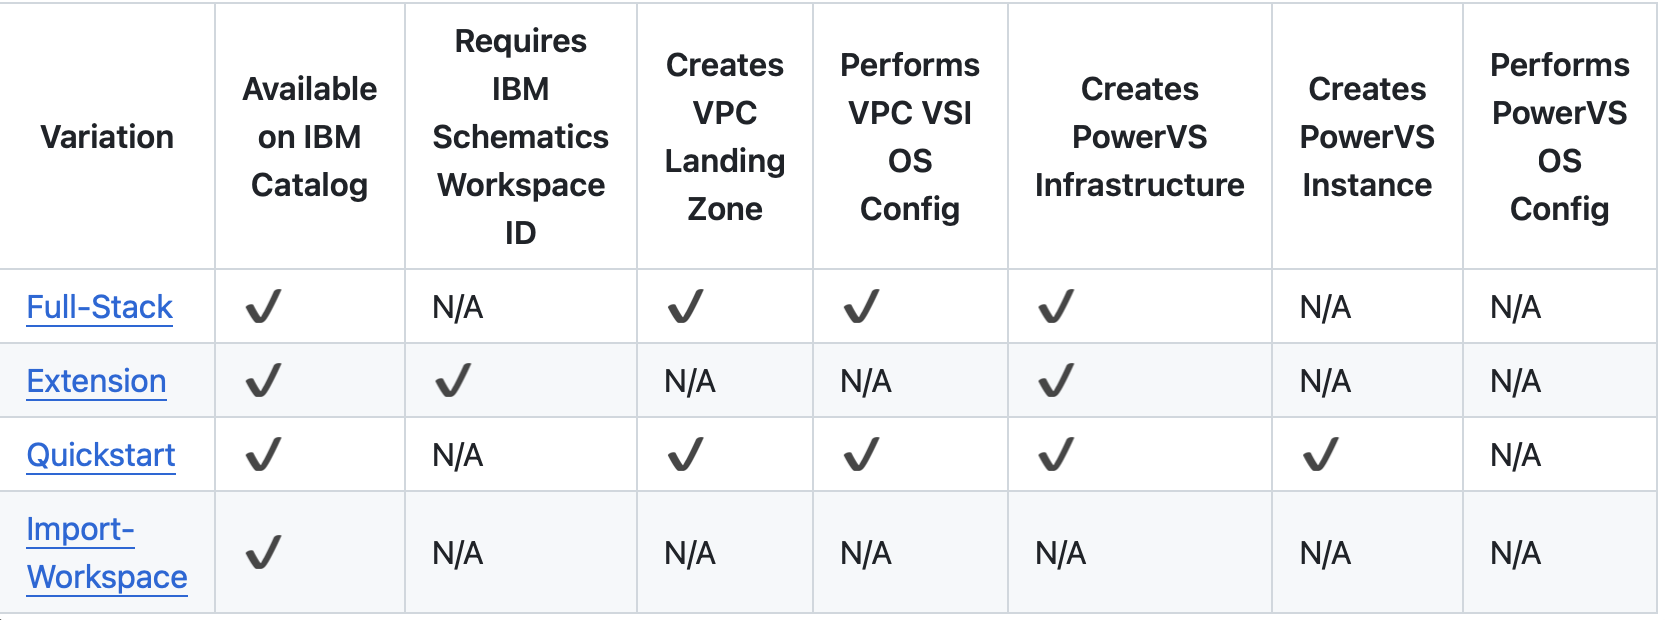 Variation
Available
on IBM
Catalog
Requires
IBM
Schematics
Workspace
ID
Creates
VPC
Landing
Zone
Performs
VPC VSI
OS
Config
Creates
PowerVS
Infrastructure
Creates
PowerVS
Instance
Performs
PowerVS
OS
Config
Full-Stack ✔ N/A ✔ ✔ ✔ N/A N/A
Extension ✔ ✔ N/A N/A ✔ N/A N/A
Quickstart ✔ N/A ✔ ✔ ✔ ✔ N/A
Import-
Workspace
✔ N/A N/A N/A N/A N/A N/A